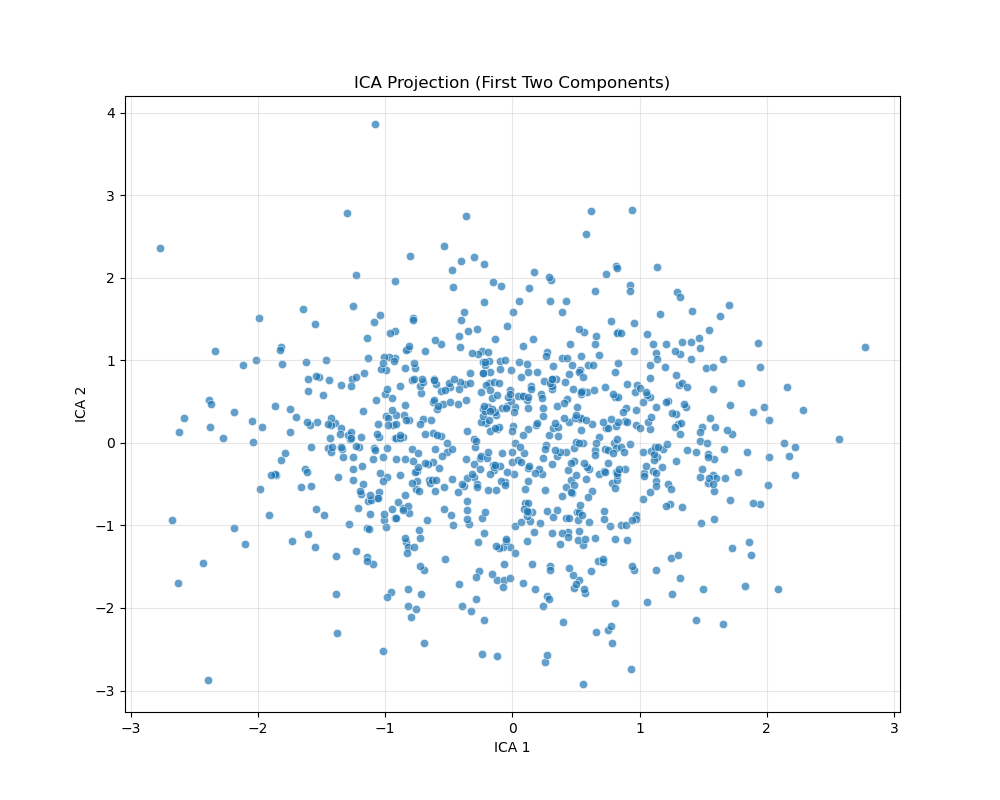 ICA Projection (First Two Components)
4
3
2
1
0
−1
−2
−3
ICA 2
−3 −2 −1 0 1 2 3
ICA 1